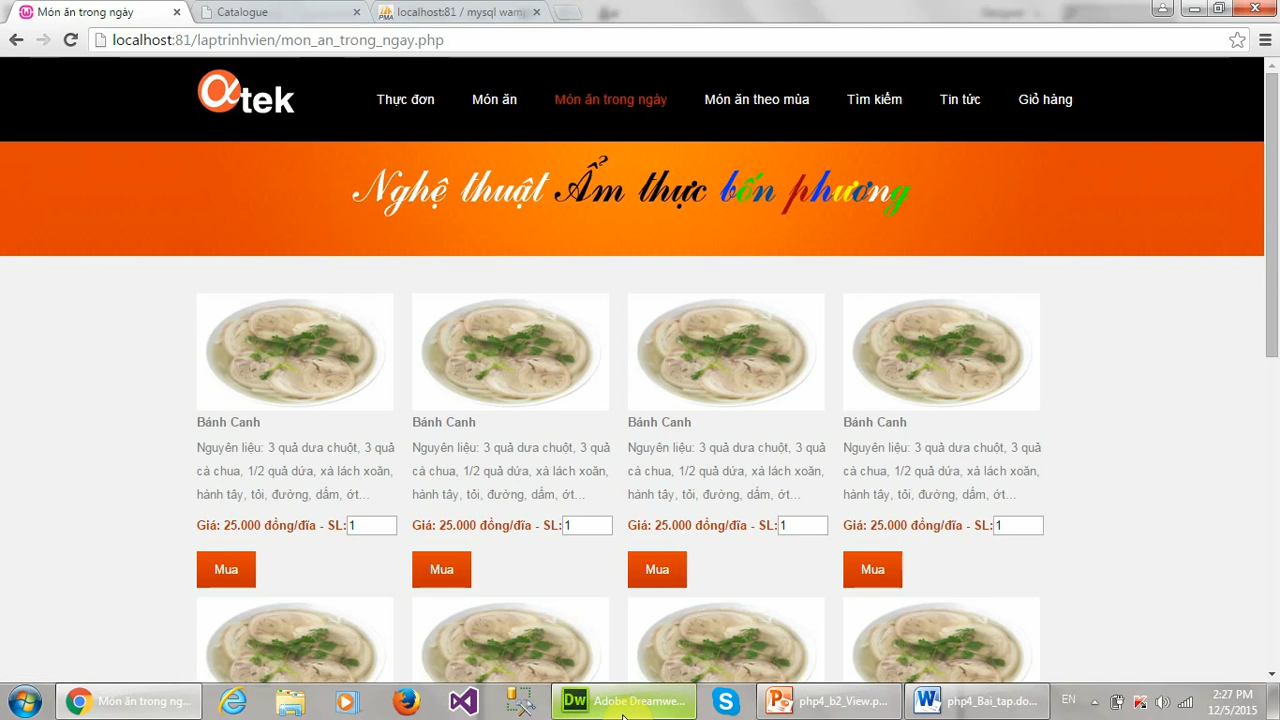 Món ăn trong ngày
Catalogue
localhost:81 / mysql wamp
localhost:81/laptrinhvien/mon_an_trong_ngay.php
αtek
Thực đơn
Món ăn
Món ăn trong ngày
Món ăn theo mùa
Tìm kiếm
Tin tức
Giỏ hàng
Nghệ thuật Ẩm thực bốn phương
Bánh Canh Bánh Canh Bánh Canh Bánh Canh
Nguyên liệu: 3 quả dưa chuột, 3 quả Nguyên liệu: 3 quả dưa chuột, 3 quả Nguyên liệu: 3 quả dưa chuột, 3 quả Nguyên liệu: 3 quả dưa chuột, 3 quả
cà chua, 1/2 quả dứa, xà lách xoăn, cà chua, 1/2 quả dứa, xà lách xoăn, cà chua, 1/2 quả dứa, xà lách xoăn, cà chua, 1/2 quả dứa, xà lách xoăn,
hành tây, tỏi, đường, dấm, ớt... hành tây, tỏi, đường, dấm, ớt... hành tây, tỏi, đường, dấm, ớt... hành tây, tỏi, đường, dấm, ớt...
Giá: 25.000 đồng/đĩa - SL: 1 Giá: 25.000 đồng/đĩa - SL: 1 Giá: 25.000 đồng/đĩa - SL: 1 Giá: 25.000 đồng/đĩa - SL: 1
Mua Mua Mua Mua
Món ăn trong ng...
Dw Adobe Dreamwe...
php4_b2_View.p...
php4_Bai_tap.do...
EN
2:27 PM
12/5/2015